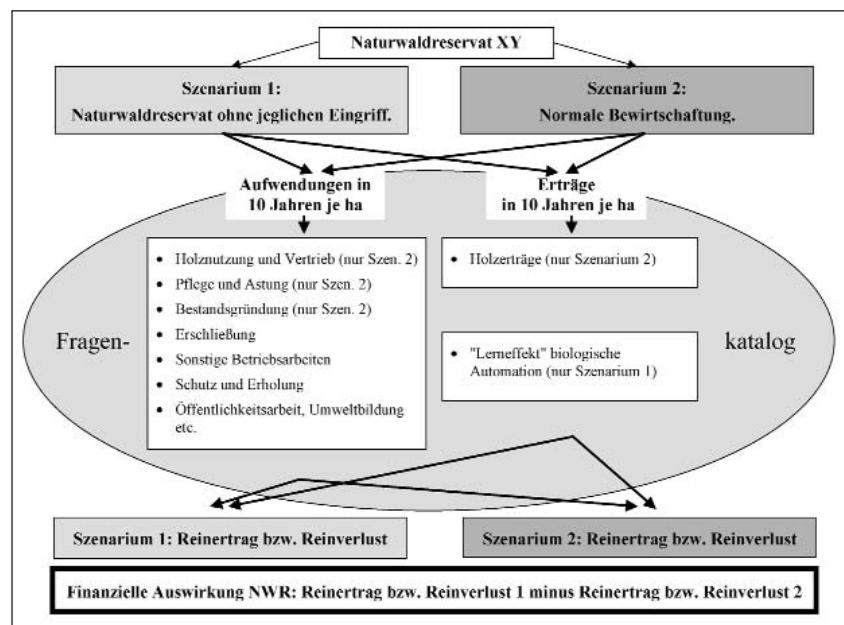 Naturwaldreservat XY
Szenarium 1:
Naturwaldreservat ohne jeglichen Eingriff.
Szenarium 2:
Normale Bewirtschaftung.
Aufwendungen in
10 Jahren je ha
Erträge
in 10 Jahren je ha
• Holznutzung und Vertrieb (nur Szen. 2)
• Pflege und Astung (nur Szen. 2)
• Bestandsgründung (nur Szen. 2)
• Erschließung
• Sonstige Betriebsarbeiten
• Schutz und Erholung
• Öffentlichkeitsarbeit, Umweltbildung
etc.
• Holzerträge (nur Szenarium 2)
• "Lerneffekt" biologische
Automation (nur Szenarium 1)
Fragen-
katalog
Szenarium 1: Reinertrag bzw. Reinverlust
Szenarium 2: Reinertrag bzw. Reinverlust
Finanzielle Auswirkung NWR: Reinertrag bzw. Reinverlust 1 minus Reinertrag bzw. Reinverlust 2